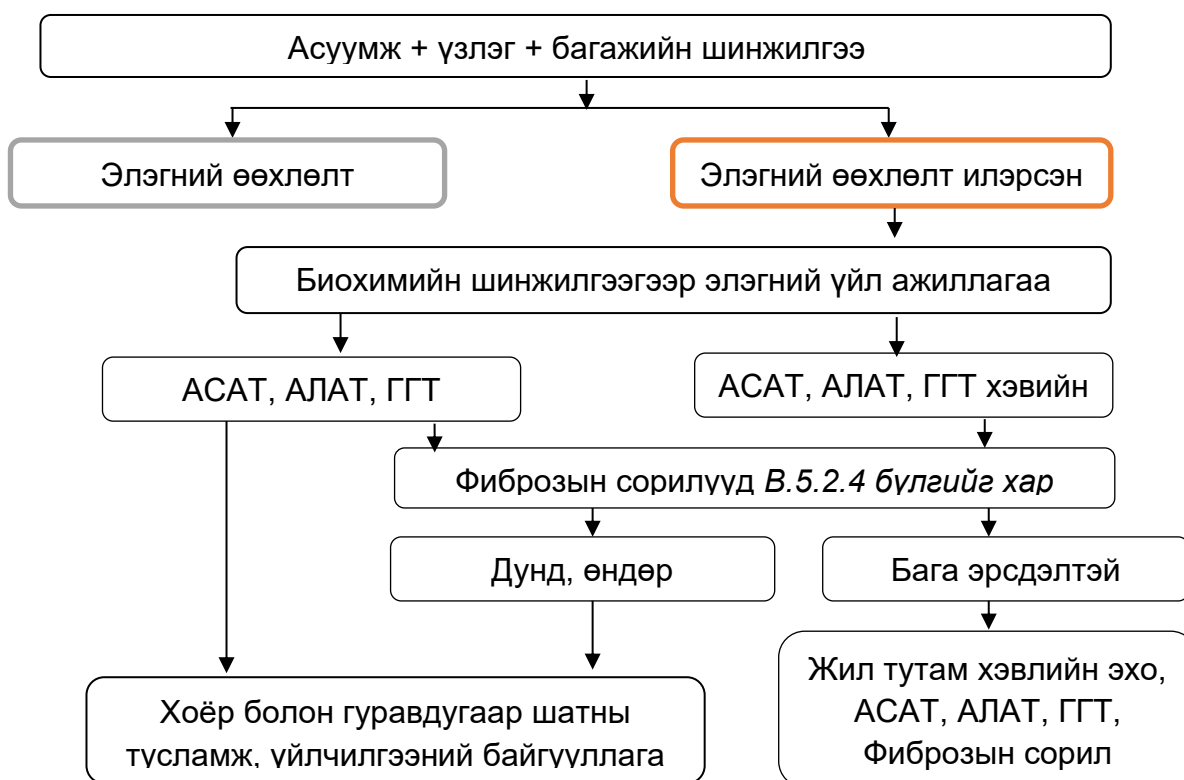 Асуумж + үзлэг + багажийн шинжилгээ
Элэгний өөхлөлт
Элэгний өөхлөлт илэрсэн
Биохимийн шинжилгээгээр элэгний үйл ажиллагаа
АСАТ, АЛАТ, ГГТ
АСАТ, АЛАТ, ГГТ хэвийн
Фиброзын сорилууд В.5.2.4 бүлгийг хар
Дунд, өндөр
Бага эрсдэлтэй
Хоёр болон гуравдугаар шатны
тусламж, үйлчилгээний байгууллага
Жил тутам хэвлийн эхо,
АСАТ, АЛАТ, ГГТ,
Фиброзын сорил